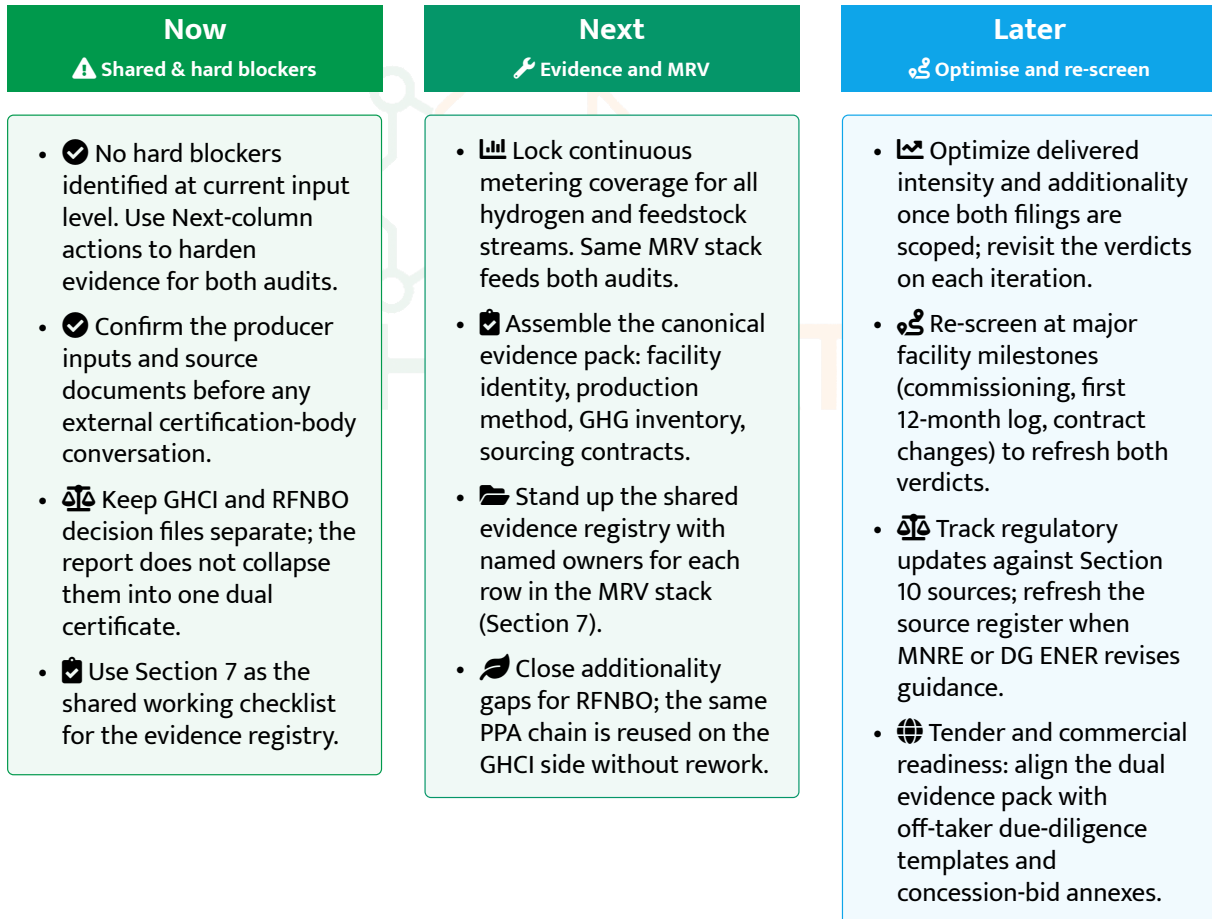 Now
Shared & hard blockers
No hard blockers
identified at current input
level. Use Next-column
actions to harden
evidence for both audits.
Confirm the producer
inputs and source
documents before any
external certification-body
conversation.
Keep GHCI and RFNBO
decision files separate; the
report does not collapse
them into one dual
certificate.
Use Section 7 as the
shared working checklist
for the evidence registry.
Next
Evidence and MRV
Lock continuous
metering coverage for all
hydrogen and feedstock
streams. Same MRV stack
feeds both audits.
Assemble the canonical
evidence pack: facility
identity, production
method, GHG inventory,
sourcing contracts.
Stand up the shared
evidence registry with
named owners for each
row in the MRV stack
(Section 7).
Close additionality
gaps for RFNBO; the same
PPA chain is reused on the
GHCI side without rework.
Later
Optimise and re-screen
Optimize delivered
intensity and additionality
once both filings are
scoped; revisit the verdicts
on each iteration.
Re-screen at major
facility milestones
(commissioning, first
12-month log, contract
changes) to refresh both
verdicts.
Track regulatory
updates against Section
10 sources; refresh the
source register when
MNRE or DG ENER revises
guidance.
Tender and commercial
readiness: align the dual
evidence pack with
off-taker due-diligence
templates and
concession-bid annexes.